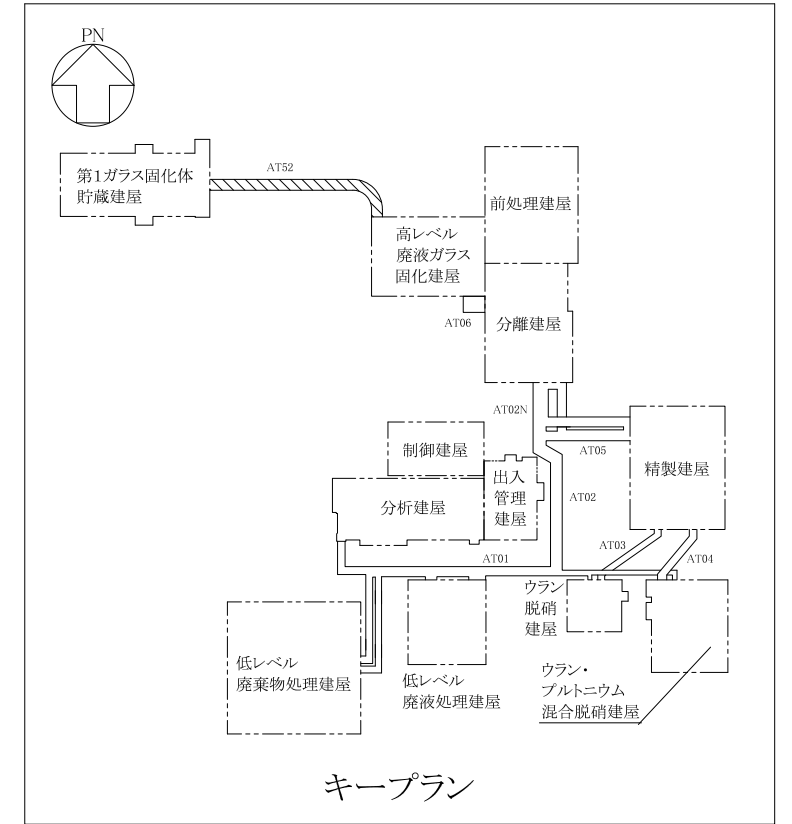 PN
第1ガラス固化体
貯蔵建屋
AT52
前処理建屋
高レベル
廃液ガラス
固化建屋
AT06
分離建屋
AT02N
制御建屋
AT05
精製建屋
出入
管理
建屋
分析建屋
AT02
AT01
AT03
AT04
ウラン
脱硝
建屋
低レベル
廃棄物処理建屋
低レベル
廃液処理建屋
ウラン・
プルトニウム
混合脱硝建屋
キープラン